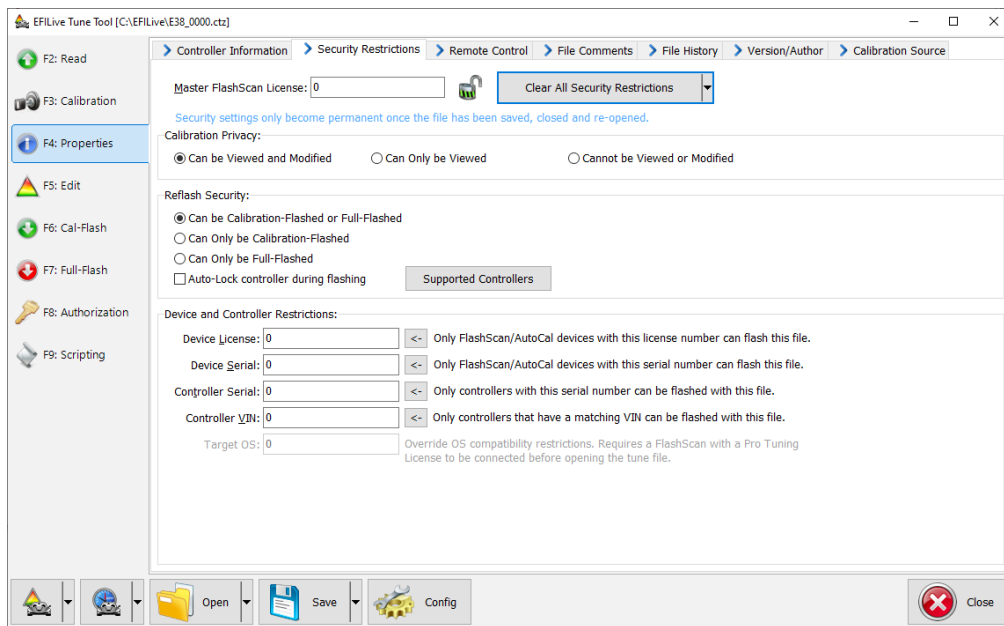 EFILive Tune Tool [C:\EFILive\E38_0000.ctz]
F2: Read
F3: Calibration
F4: Properties
F5: Edit
F6: Cal-Flash
F7: Full-Flash
F8: Authorization
F9: Scripting
Controller Information
Security Restrictions
Remote Control
File Comments
File History
Version/Author
Calibration Source
Master FlashScan License: 0
Clear All Security Restrictions
Security settings only become permanent once the file has been saved, closed and re-opened.
Calibration Privacy:
Can be Viewed and Modified
Can Only be Viewed
Cannot be Viewed or Modified
Reflash Security:
Can be Calibration-Flashed or Full-Flashed
Can Only be Calibration-Flashed
Can Only be Full-Flashed
Auto-Lock controller during flashing
Supported Controllers
Device and Controller Restrictions:
Device License: 0 <- Only FlashScan/AutoCal devices with this license number can flash this file.
Device Serial: 0 <- Only FlashScan/AutoCal devices with this serial number can flash this file.
Controller Serial: 0 <- Only controllers with this serial number can be flashed with this file.
Controller VIN: 0 <- Only controllers that have a matching VIN can be flashed with this file.
Target OS: 0 Override OS compatibility restrictions. Requires a FlashScan with a Pro Tuning
License to be connected before opening the tune file.
Open
Save
Config
Close